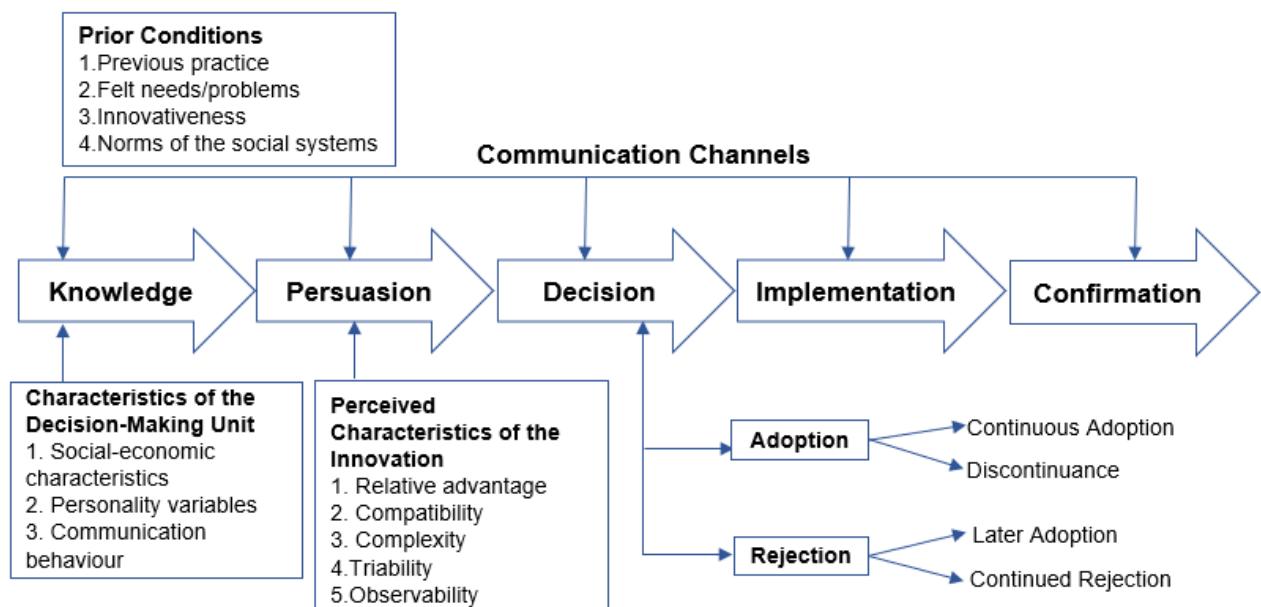 Prior Conditions
1.Previous practice
2.Felt needs/problems
3.Innovativeness
4.Norms of the social systems
Communication Channels
Knowledge
Persuasion
Decision
Implementation
Confirmation
Characteristics of the
Decision-Making Unit
1. Social-economic
characteristics
2. Personality variables
3. Communication
behaviour
Perceived
Characteristics of the
Innovation
1. Relative advantage
2. Compatibility
3. Complexity
4.Triability
5.Observability
Adoption
Continuous Adoption
Discontinuance
Rejection
Later Adoption
Continued Rejection